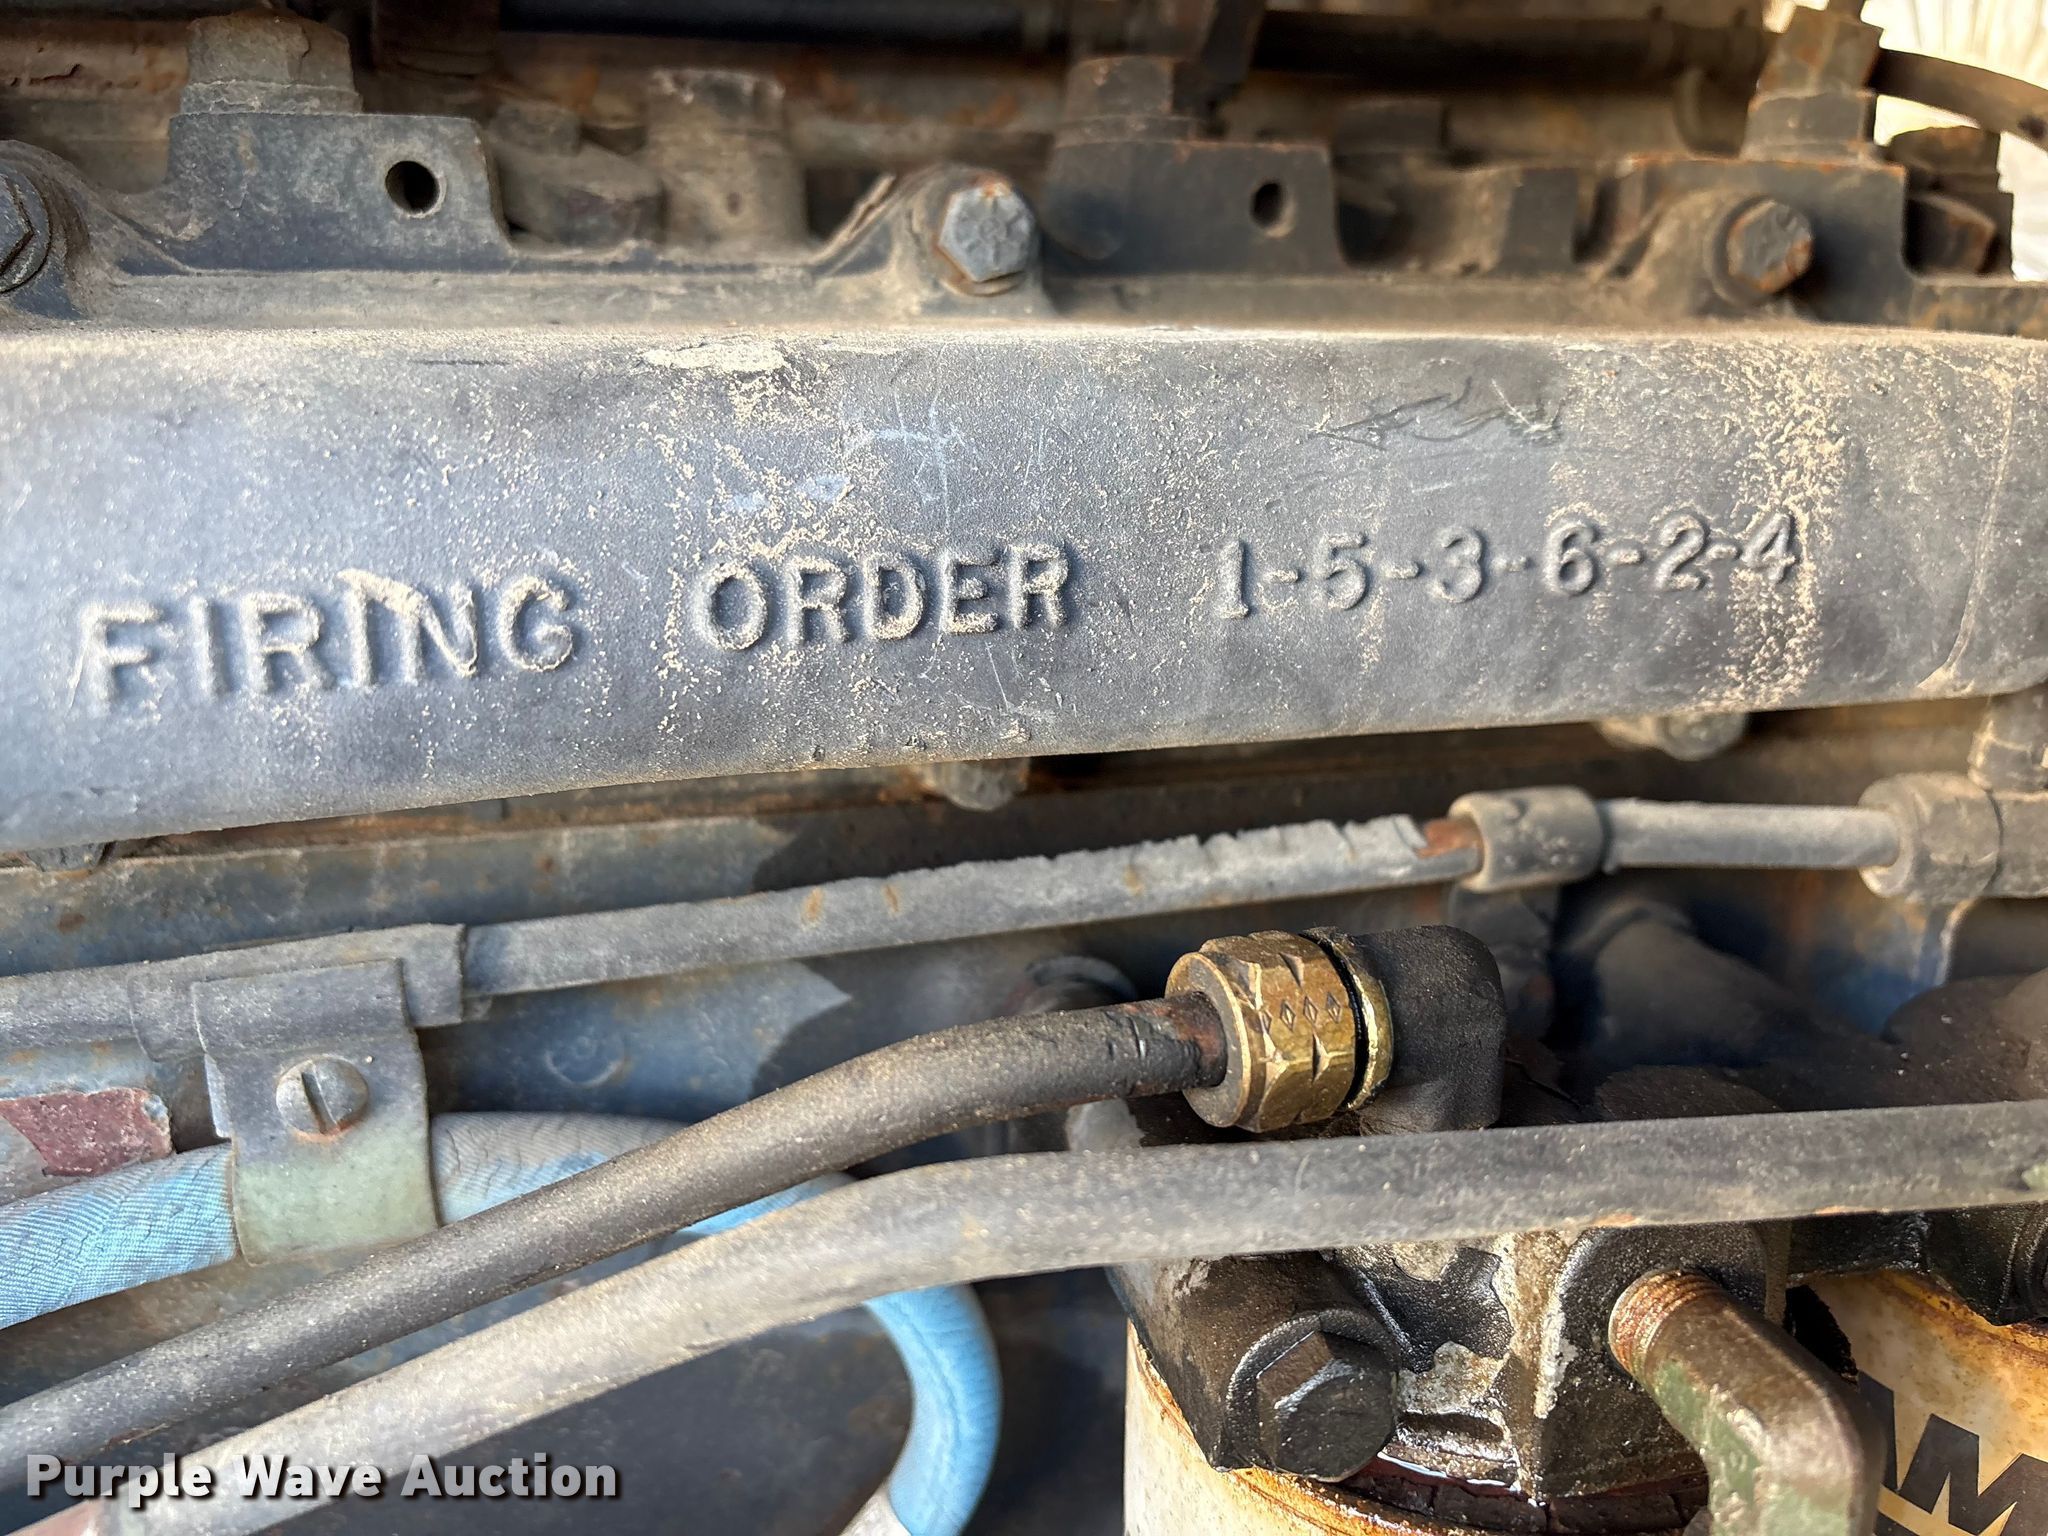 FIRING ORDER 1-5-3-6-2-4
Purple Wave Auction